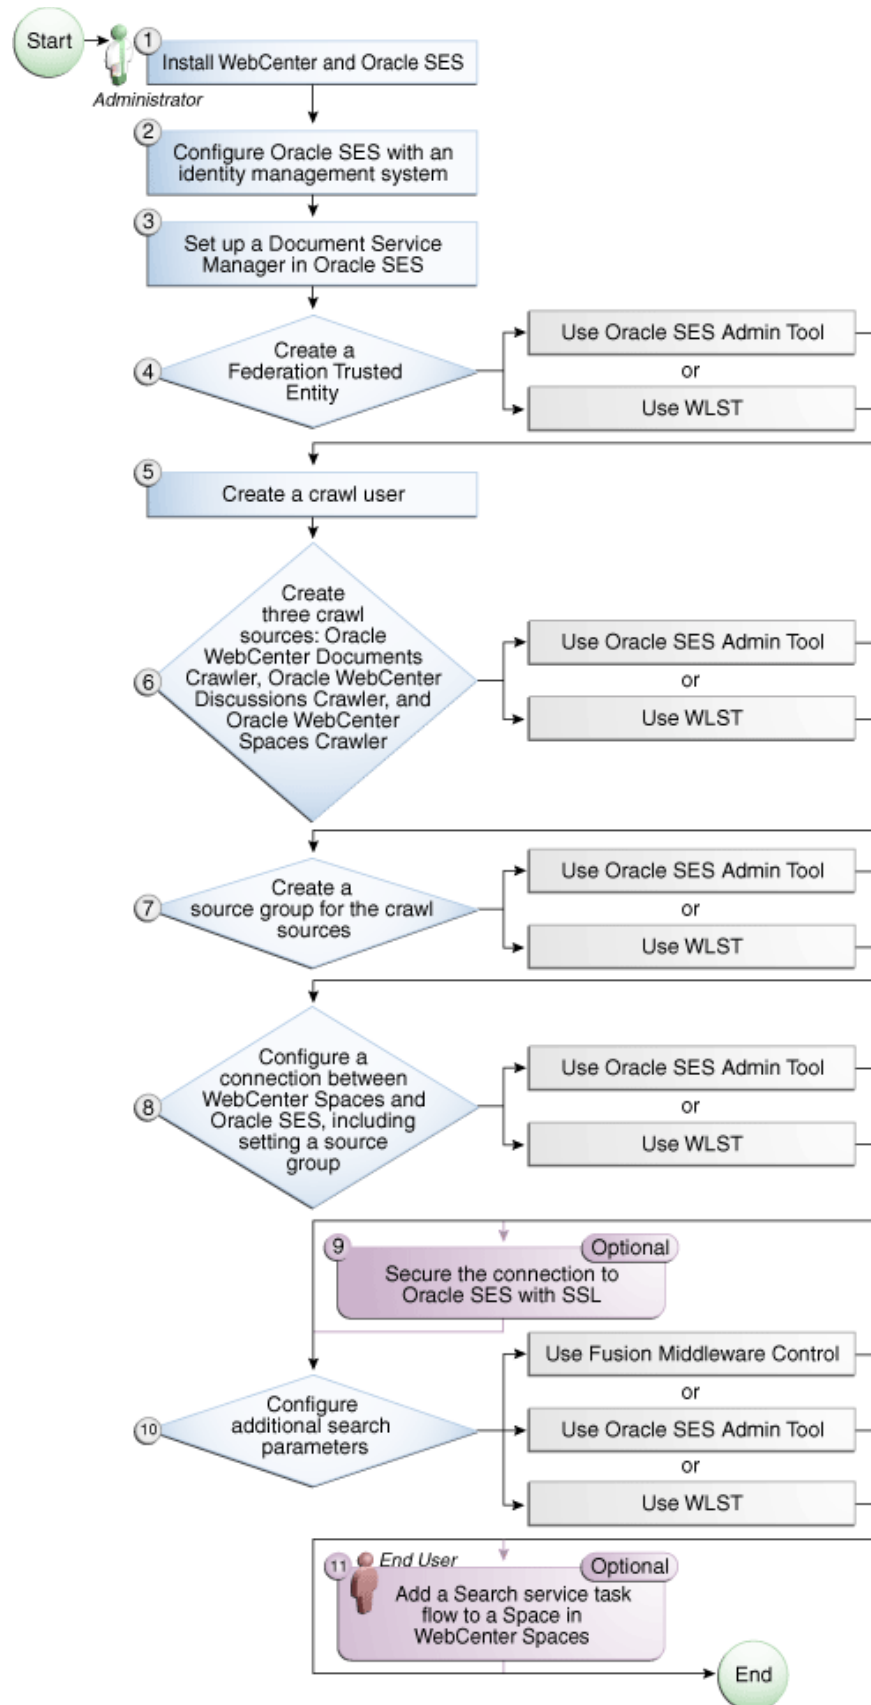 Start
1
Install WebCenter and Oracle SES
Administrator
2
Configure Oracle SES with an
identity management system
3
Set up a Document Service
Manager in Oracle SES
4
Create a
Federation Trusted
Entity
Use Oracle SES Admin Tool
or
Use WLST
5
Create a crawl user
6
Create
three crawl
sources: Oracle
WebCenter Documents
Crawler, Oracle WebCenter
Discussions Crawler, and
Oracle WebCenter
Spaces Crawler
Use Oracle SES Admin Tool
or
Use WLST
7
Create a
source group for the crawl
sources
Use Oracle SES Admin Tool
or
Use WLST
8
Configure a
connection between
WebCenter Spaces and
Oracle SES, including
setting a source
group
Use Oracle SES Admin Tool
or
Use WLST
9
Optional
Secure the connection to
Oracle SES with SSL
10
Configure
additional search
parameters
Use Fusion Middleware Control
or
Use Oracle SES Admin Tool
or
Use WLST
11
End User
Optional
Add a Search service task
flow to a Space in
WebCenter Spaces
End